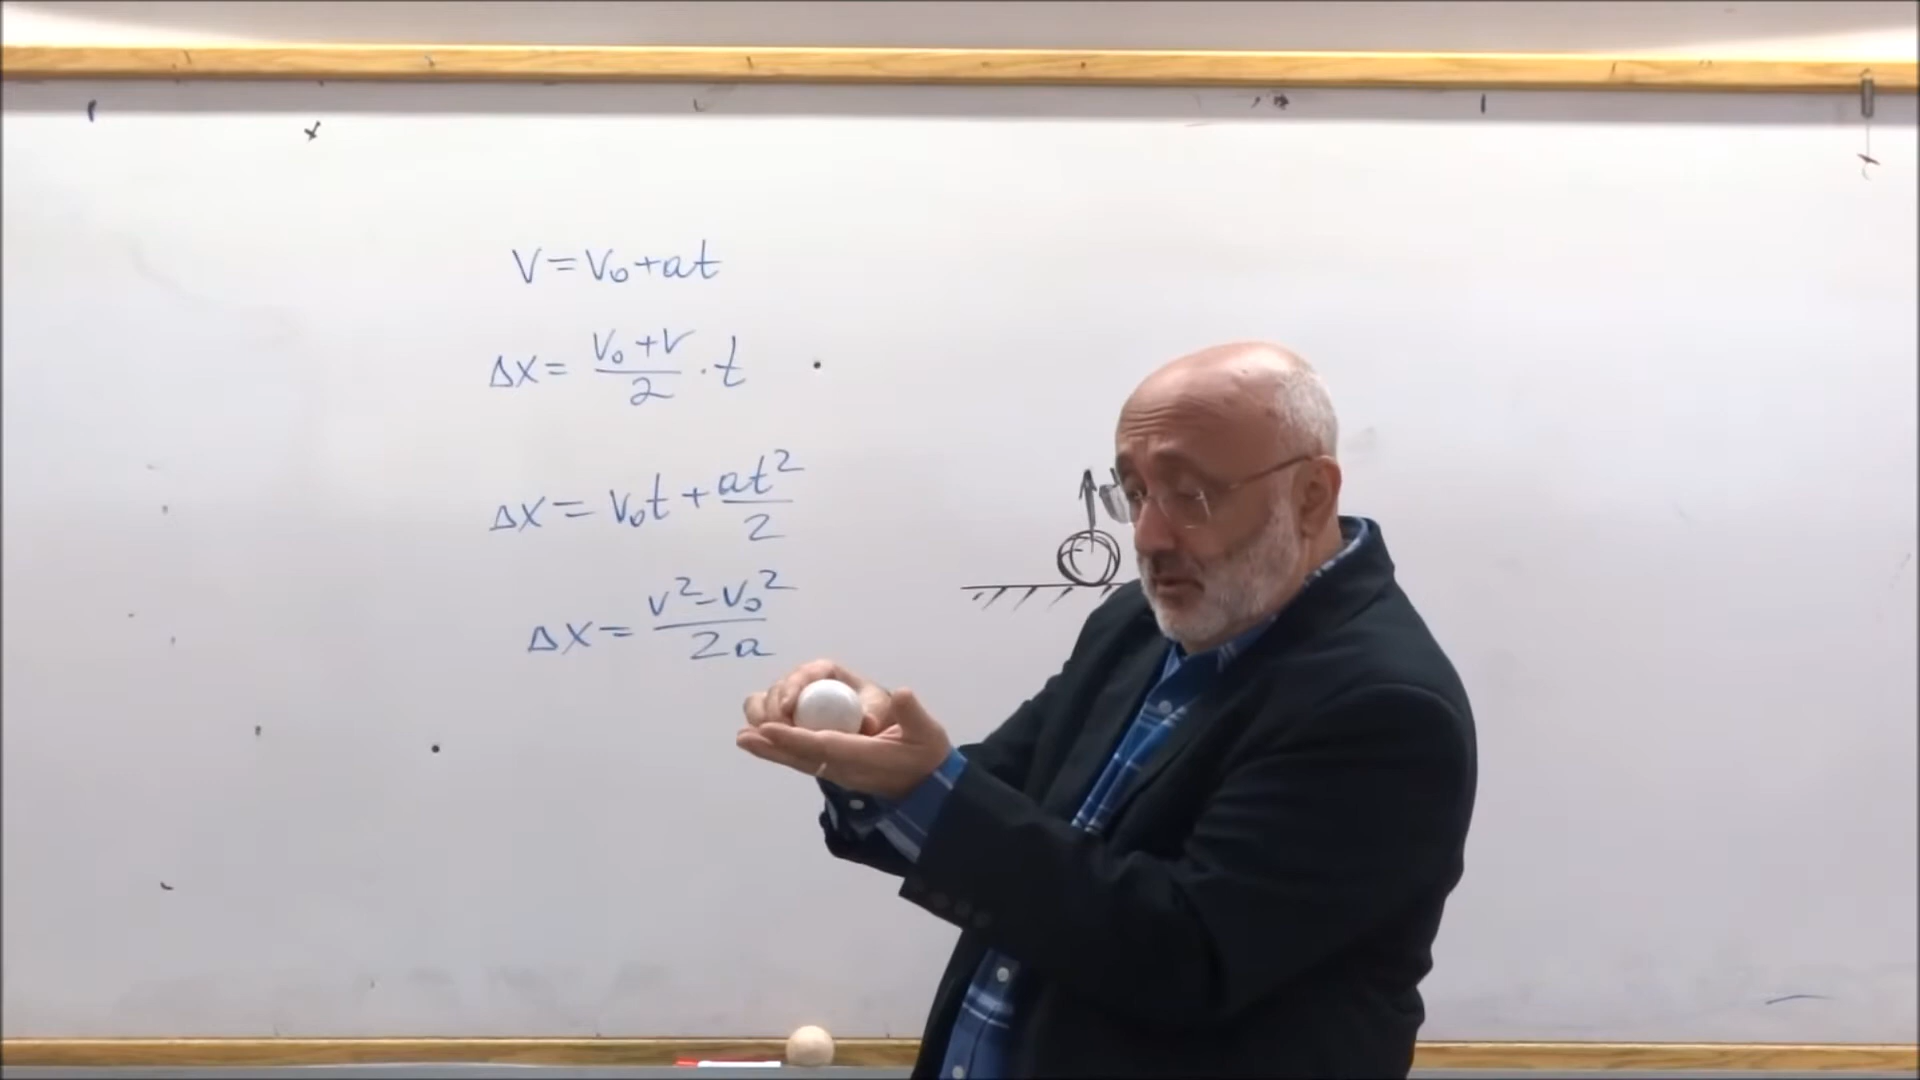 V = V₀ + at
Δx = (V₀ + V)/2 · t
Δx = V₀t + at²/2
Δx = (V² - V₀²)/2a